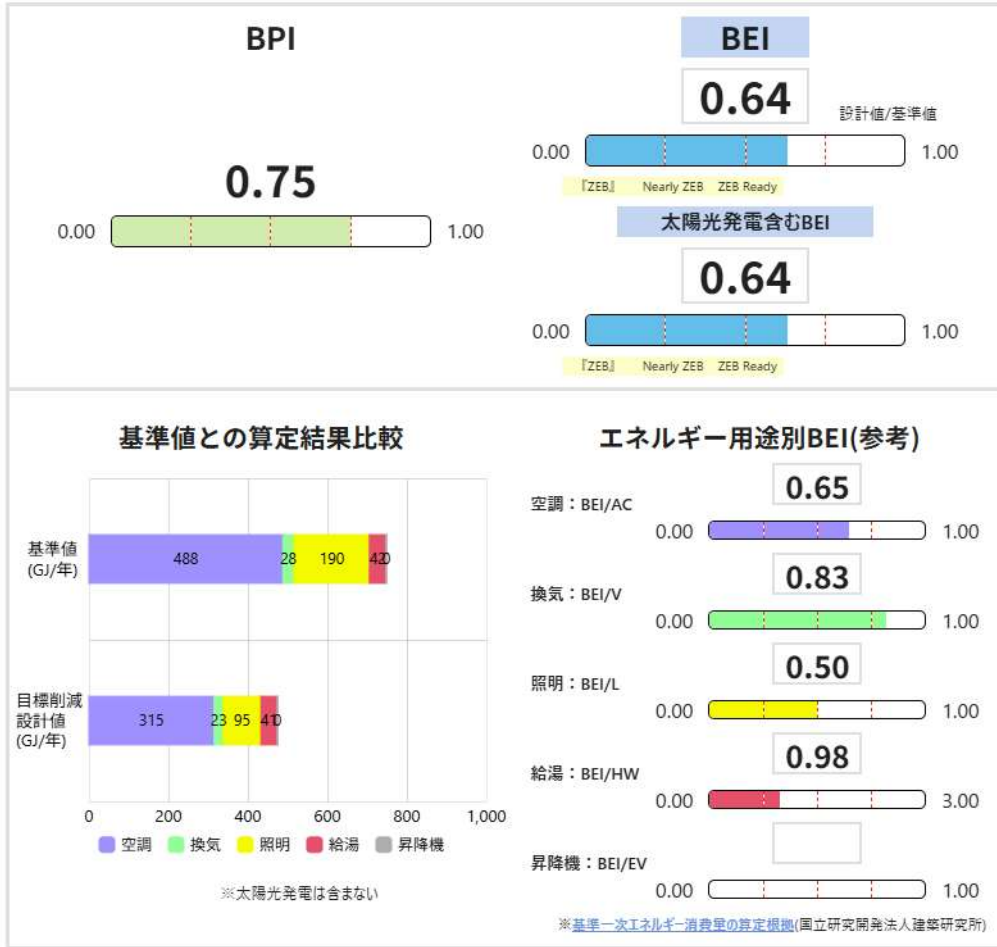 BPI
0.75
0.00 1.00
BEI
0.64
設計値/基準値
0.00 1.00
『ZEB』 Nearly ZEB ZEB Ready
太陽光発電含むBEI
0.64
0.00 1.00
『ZEB』 Nearly ZEB ZEB Ready
基準値との算定結果比較
基準値
(GJ/年)
488 28 190 42 0
目標削減
設計値
(GJ/年)
315 23 95 41 0
0 200 400 600 800 1,000
空調 換気 照明 給湯 昇降機
※太陽光発電は含まない
エネルギー用途別BEI(参考)
0.65
空調：BEI/AC
0.00 1.00
0.83
換気：BEI/V
0.00 1.00
0.50
照明：BEI/L
0.00 1.00
0.98
給湯：BEI/HW
0.00 3.00
昇降機：BEI/EV
0.00 1.00
※基準一次エネルギー消費量の算定根拠(国立研究開発法人建築研究所)